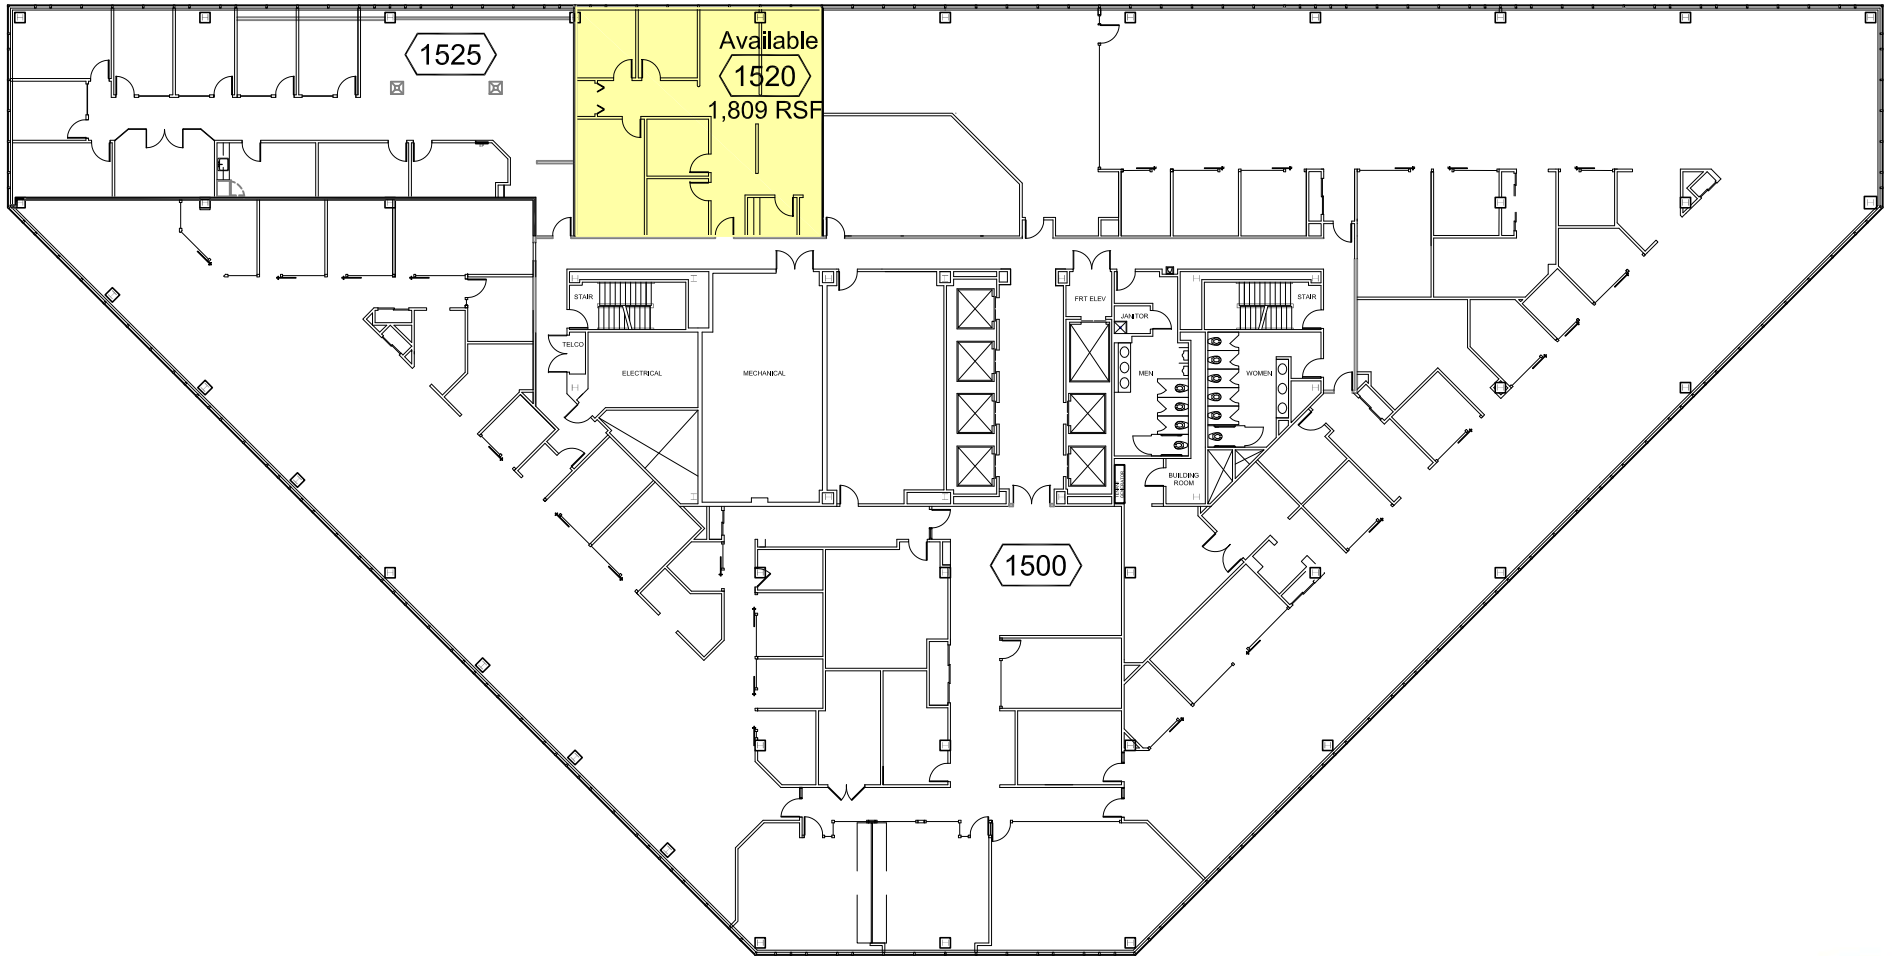 Available
1525
1520
1,809 RSF
STAIR
FRT ELEV
STAIR
JANITOR
TELCO
ELECTRICAL
MECHANICAL
MEN
WOMEN
BUILDING
ROOM
1500